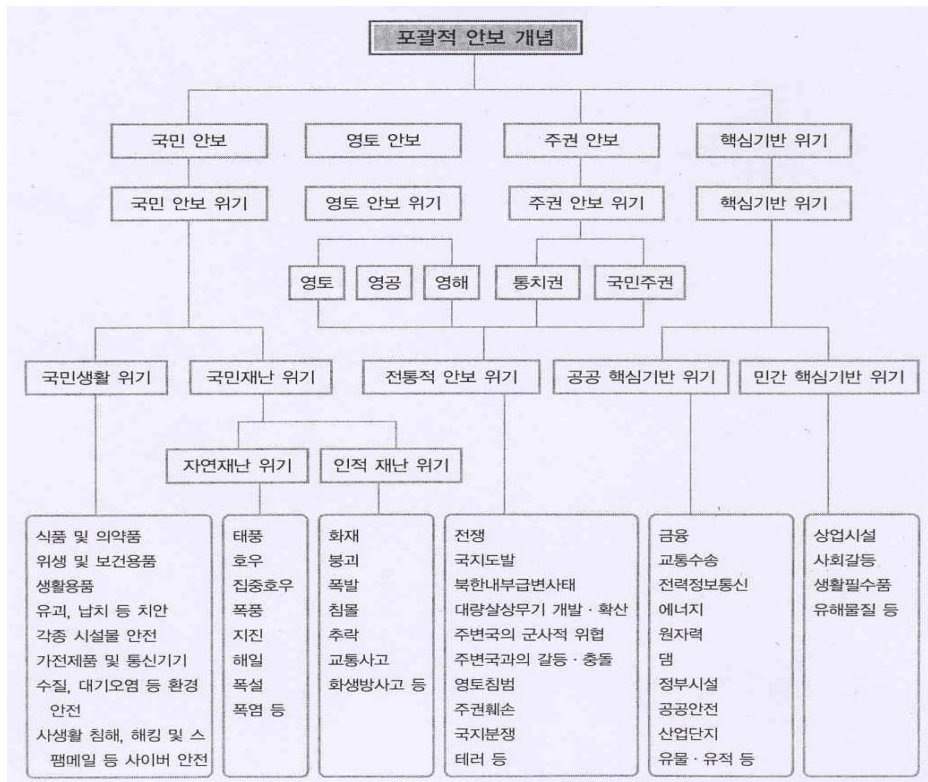 포괄적 안보 개념
국민 안보
영토 안보
주권 안보
핵심기반 위기
국민 안보 위기
영토 안보 위기
주권 안보 위기
핵심기반 위기
영토
영공
영해
통치권
국민주권
국민생활 위기
국민재난 위기
전통적 안보 위기
공공 핵심기반 위기
민간 핵심기반 위기
자연재난 위기
인적 재난 위기
식품 및 의약품
위생 및 보건용품
생활용품
유괴, 납치 등 치안
각종 시설물 안전
가전제품 및 통신기기
수질, 대기오염 등 환경
안전
사생활 침해, 해킹 및 스
팸메일 등 사이버 안전
태풍
호우
집중호우
폭풍
지진
해일
폭설
폭염 등
화재
붕괴
폭발
침몰
추락
교통사고
화생방사고 등
전쟁
국지도발
북한내부급변사태
대량살상무기 개발 · 확산
주변국의 군사적 위협
주변국과의 갈등 · 충돌
영토침범
주권훼손
국지분쟁
테러 등
금융
교통수송
전력정보통신
에너지
원자력
댐
정부시설
공공안전
산업단지
유물 · 유적 등
상업시설
사회갈등
생활필수품
유해물질 등